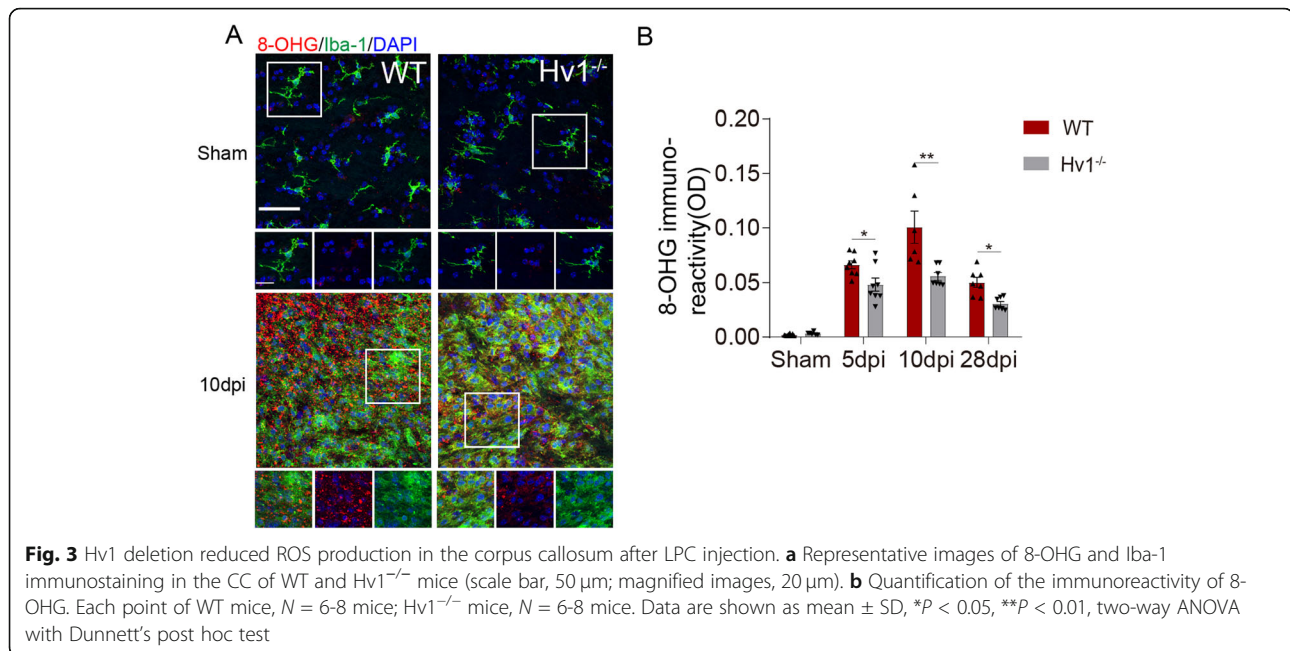 A
8-OHG/Iba-1/DAPI
WT
Hv1-/-
Sham
10dpi
B
8-OHG immuno-
reactivity(OD)
0.20
0.15
0.10
0.05
0.00
*
**
*
Sham 5dpi 10dpi 28dpi
WT
Hv1-/-
Fig. 3 Hv1 deletion reduced ROS production in the corpus callosum after LPC injection. a Representative images of 8-OHG and Iba-1
immunostaining in the CC of WT and Hv1−/− mice (scale bar, 50 μm; magnified images, 20 μm). b Quantification of the immunoreactivity of 8-
OHG. Each point of WT mice, N = 6-8 mice; Hv1−/− mice, N = 6-8 mice. Data are shown as mean ± SD, *P < 0.05, **P < 0.01, two-way ANOVA
with Dunnett's post hoc test